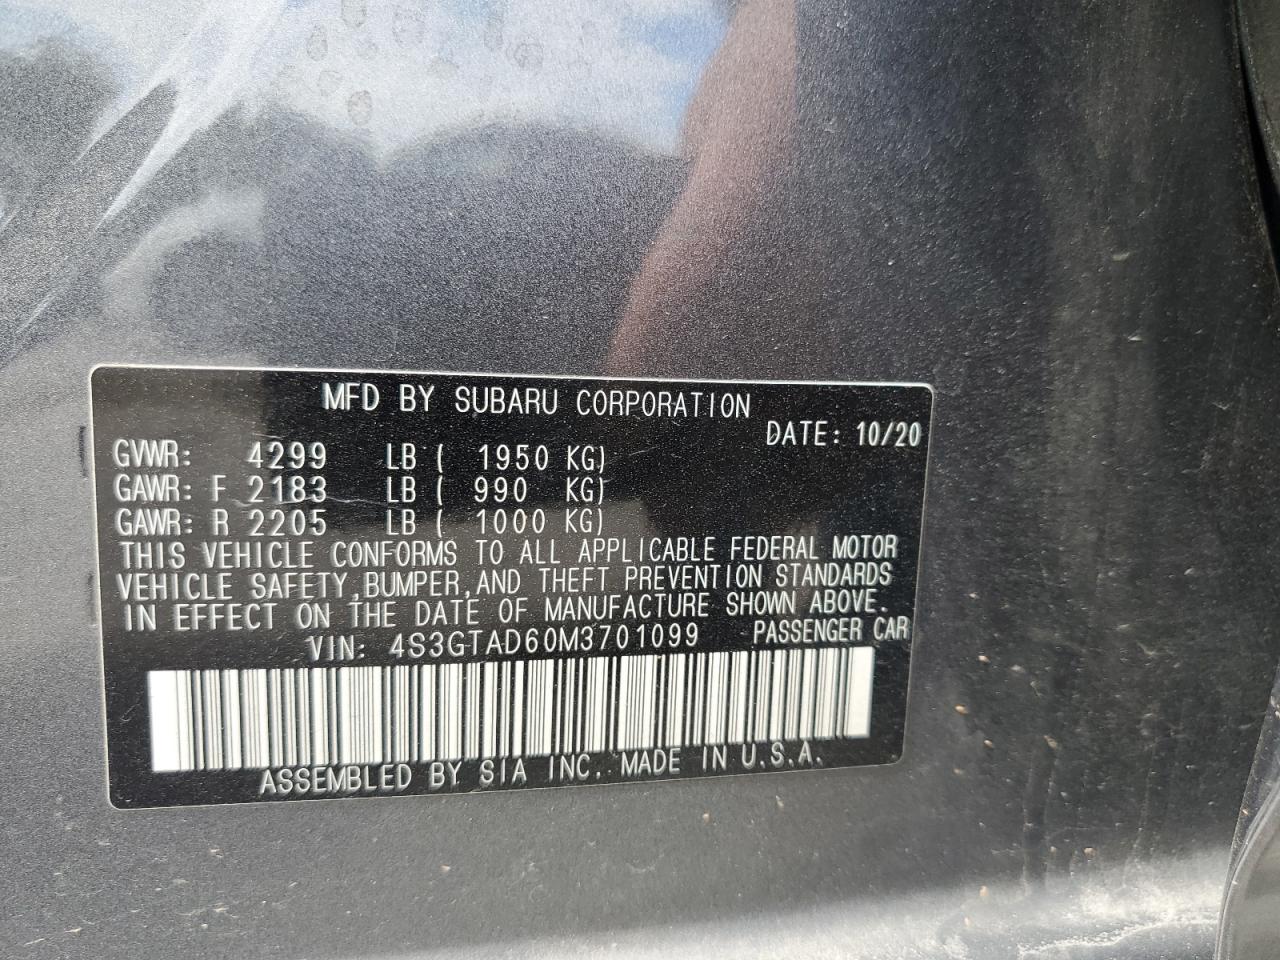 MFD BY SUBARU CORPORATION
DATE: 10/20
GVWR: 4299 LB ( 1950 KG)
GAWR: F 2183 LB ( 990 KG)
GAWR: R 2205 LB ( 1000 KG)
THIS VEHICLE CONFORMS TO ALL APPLICABLE FEDERAL MOTOR
VEHICLE SAFETY,BUMPER,AND THEFT PREVENTION STANDARDS
IN EFFECT ON THE DATE OF MANUFACTURE SHOWN ABOVE.
VIN: 4S3GTAD60M3701099 PASSENGER CAR
ASSEMBLED BY SIA INC. MADE IN U.S.A.